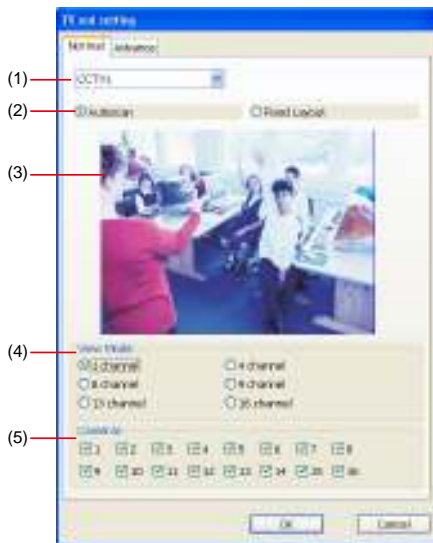 TV out setting
Normal Advance
(1)
CCTV1
(2)
Autoscan Fixed Layout
(3)
(4)
View Mode
1 channel 4 channel
8 channel 9 channel
13 channel 16 channel
(5)
Channel
1 2 3 4 5 6 7 8
9 10 11 12 13 14 15 16
OK Cancel